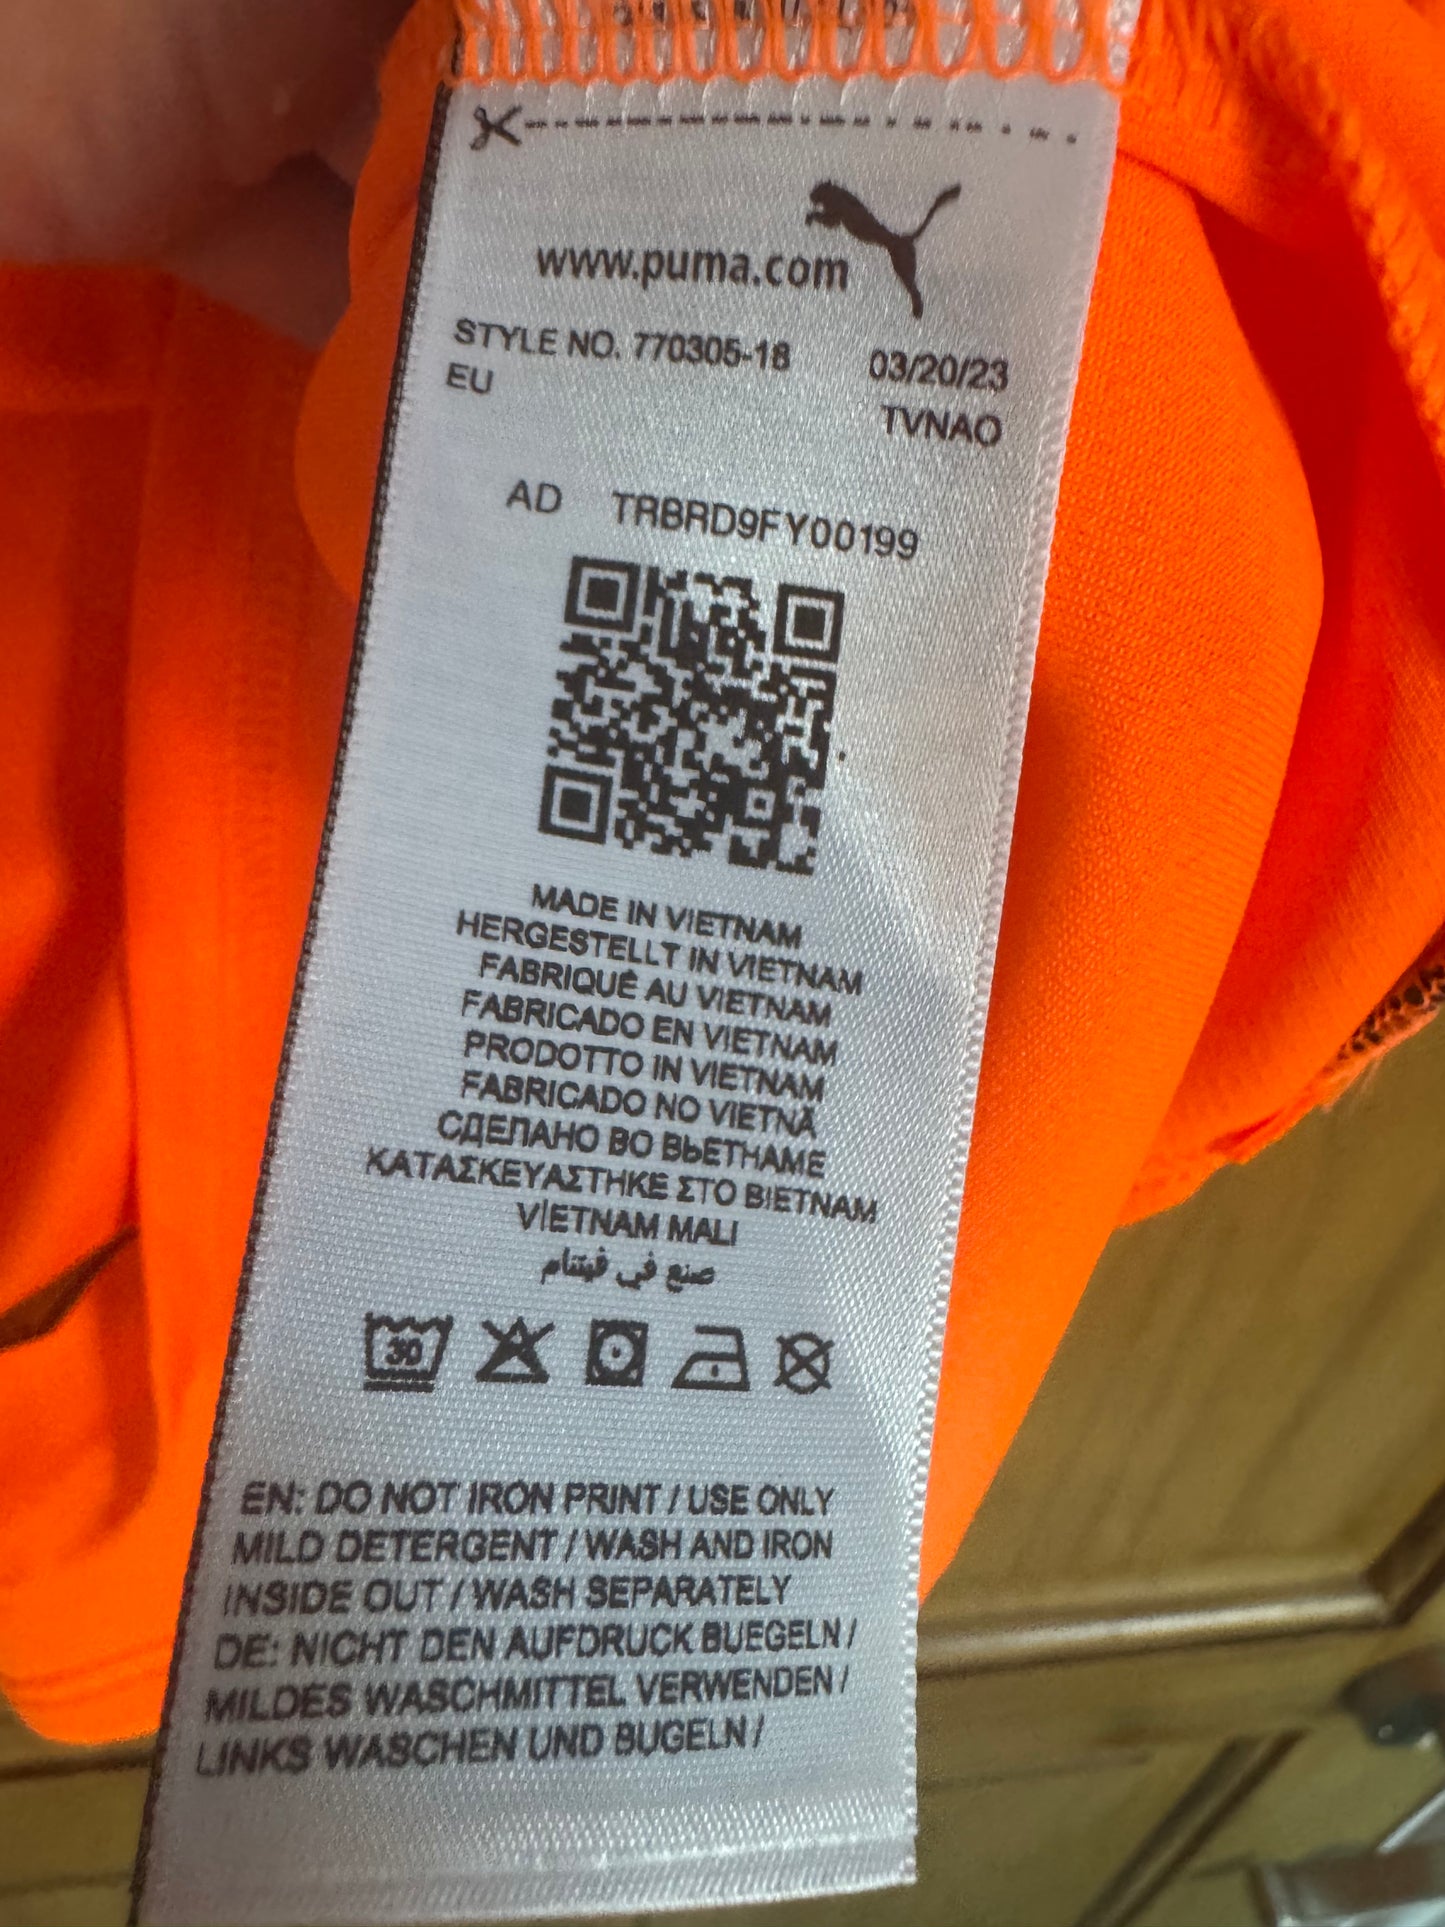 www.puma.com
STYLE NO. 770305-18 03/20/23
EU TVNAO
AD TRBRD9FY00199
MADE IN VIETNAM
HERGESTELLT IN VIETNAM
FABRIQUÉ AU VIETNAM
FABRICADO EN VIETNAM
PRODOTTO IN VIETNAM
FABRICADO NO VIETNÃ
СДЕЛАНО ВО ВЬЕТНАМЕ
ΚΑΤΑΣΚΕΥΑΣΤΗΚΕ ΣΤΟ ΒΙΕΤΝΑΜ
VIETNAM MALI
صنع في فيتنام
30
EN: DO NOT IRON PRINT / USE ONLY
MILD DETERGENT / WASH AND IRON
INSIDE OUT / WASH SEPARATELY
DE: NICHT DEN AUFDRUCK BUEGELN /
MILDES WASCHMITTEL VERWENDEN /
LINKS WASCHEN UND BUGELN /